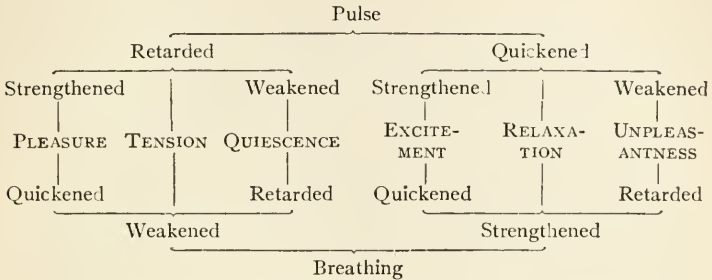 Pulse
Retarded Quickened
Strengthened Weakened Strengthened Weakened
PLEASURE TENSION QUIESCENCE EXCITE- RELAXA- UNPLEAS-
MENT TION ANTNESS
Quickened Retarded Quickened Retarded
Weakened Strengthened
Breathing